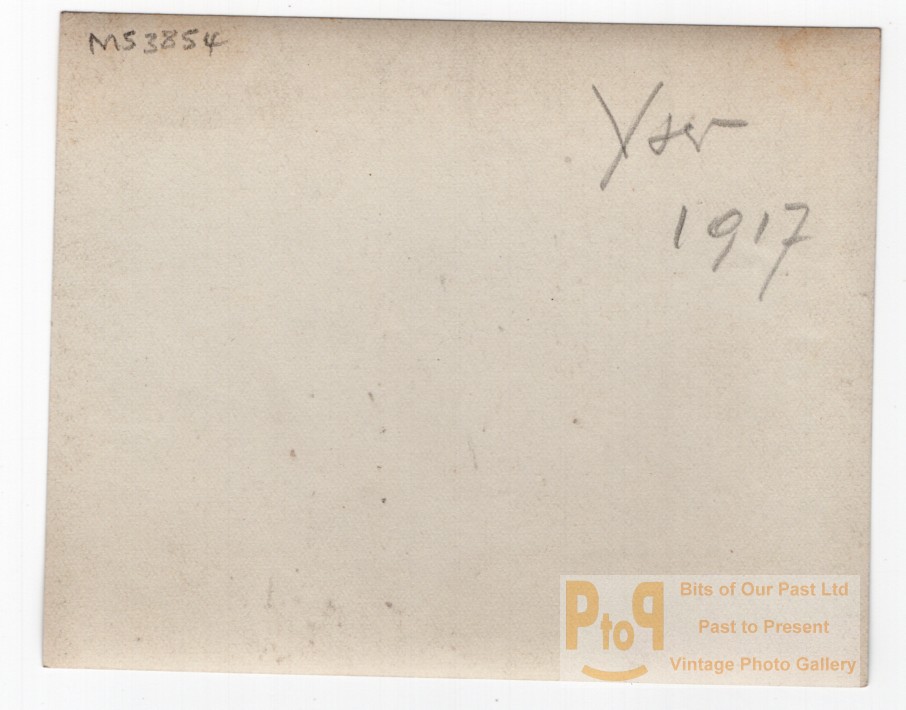 MS3854
Yser
1917
PtoP
Bits of Our Past Ltd
Past to Present
Vintage Photo Gallery